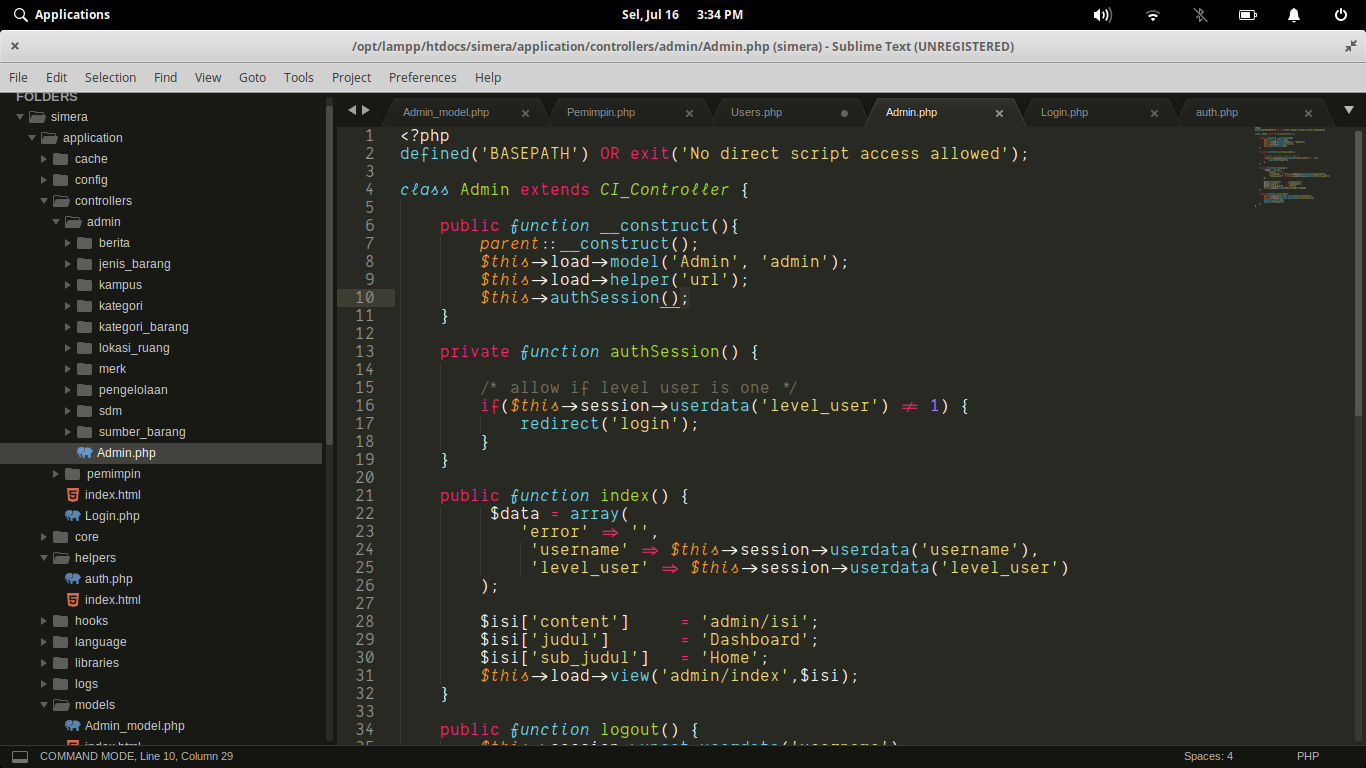 Applications
Sel, Jul 16 3:34 PM
/opt/lampp/htdocs/simera/application/controllers/admin/Admin.php (simera) - Sublime Text (UNREGISTERED)
File Edit Selection Find View Goto Tools Project Preferences Help
FOLDERS
simera
application
cache
config
controllers
admin
berita
jenis_barang
kampus
kategori
kategori_barang
lokasi_ruang
merk
pengelolaan
sdm
sumber_barang
Admin.php
pemimpin
index.html
Login.php
core
helpers
auth.php
index.html
hooks
language
libraries
logs
models
Admin_model.php
index.html
Admin_model.php Pemimpin.php Users.php Admin.php Login.php auth.php
1 <?php
2 defined('BASEPATH') OR exit('No direct script access allowed');
3
4 class Admin extends CI_Controller {
5
6 public function __construct(){
7 parent::__construct();
8 $this->load->model('Admin', 'admin');
9 $this->load->helper('url');
10 $this->authSession();
11 }
12
13 private function authSession() {
14
15 /* allow if level user is one */
16 if($this->session->userdata('level_user') != 1) {
17 redirect('login');
18 }
19 }
20
21 public function index() {
22 $data = array(
23 'error' => '',
24 'username' => $this->session->userdata('username'),
25 'level_user' => $this->session->userdata('level_user')
26 );
27
28 $isi['content'] = 'admin/isi';
29 $isi['judul'] = 'Dashboard';
30 $isi['sub_judul'] = 'Home';
31 $this->load->view('admin/index',$isi);
32 }
33
34 public function logout() {
35 $this->session->unset_userdata('username')
COMMAND MODE, Line 10, Column 29
Spaces: 4 PHP